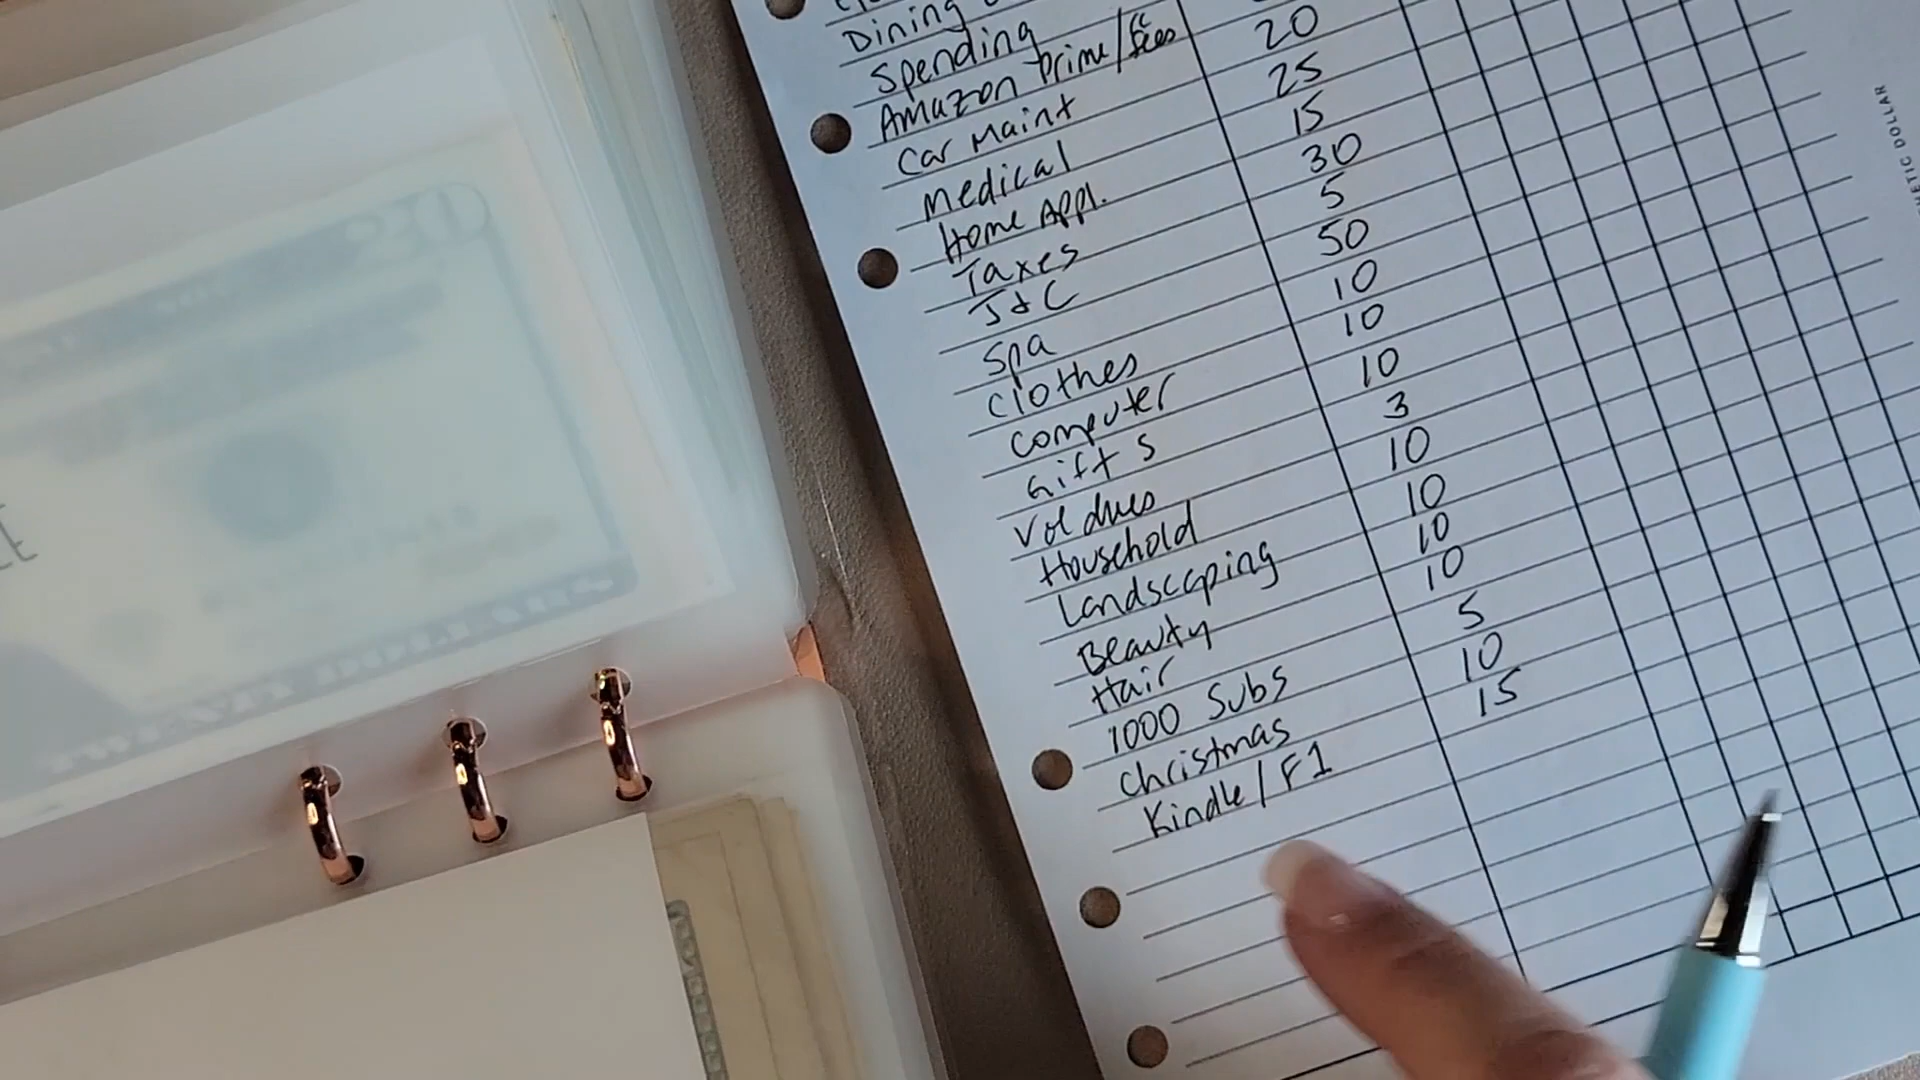 Dining
Spending
Amazon Prime/CC fees
Car Maint 20
Medical 25
Home Appl. 15
Taxes 30
J+C 5
Spa 50
Clothes 10
Computer 10
Gifts 10
Vol dues 3
Household 10
Landscaping 10
Beauty 10
Hair 10
1000 Subs 5
Christmas 10
Kindle/F1 15